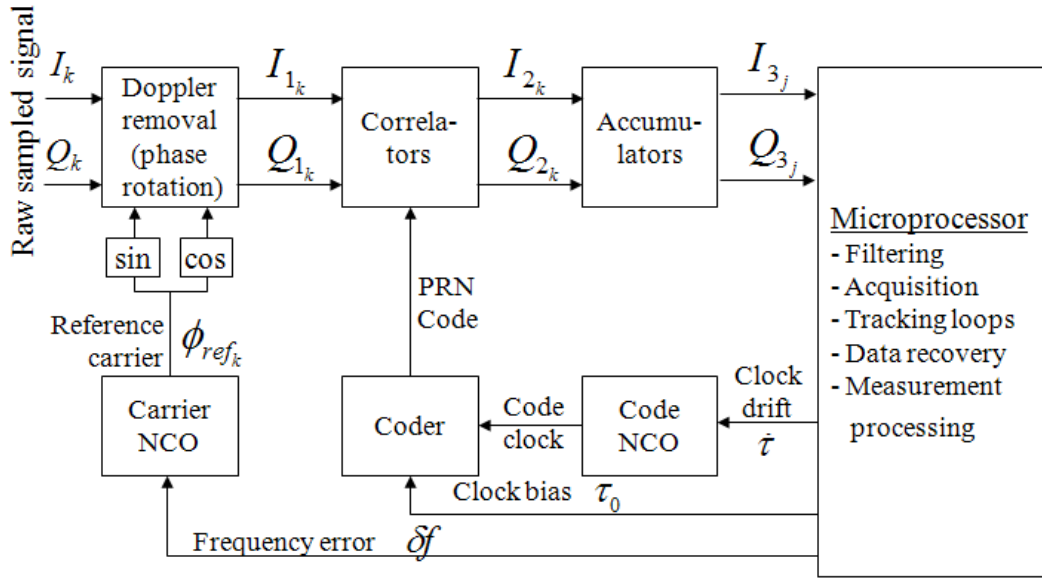 Raw sampled signal
I_k
Q_k
Doppler
removal
(phase
rotation)
I_{1_k}
Q_{1_k}
Correla-
tors
I_{2_k}
Q_{2_k}
Accumu-
lators
I_{3_j}
Q_{3_j}
Microprocessor
- Filtering
- Acquisition
- Tracking loops
- Data recovery
- Measurement
processing
sin
cos
Reference
carrier
ϕ_{ref_k}
PRN
Code
Carrier
NCO
Coder
Code
clock
Code
NCO
Clock
drift
τ̇
Clock bias τ_0
Frequency error δf